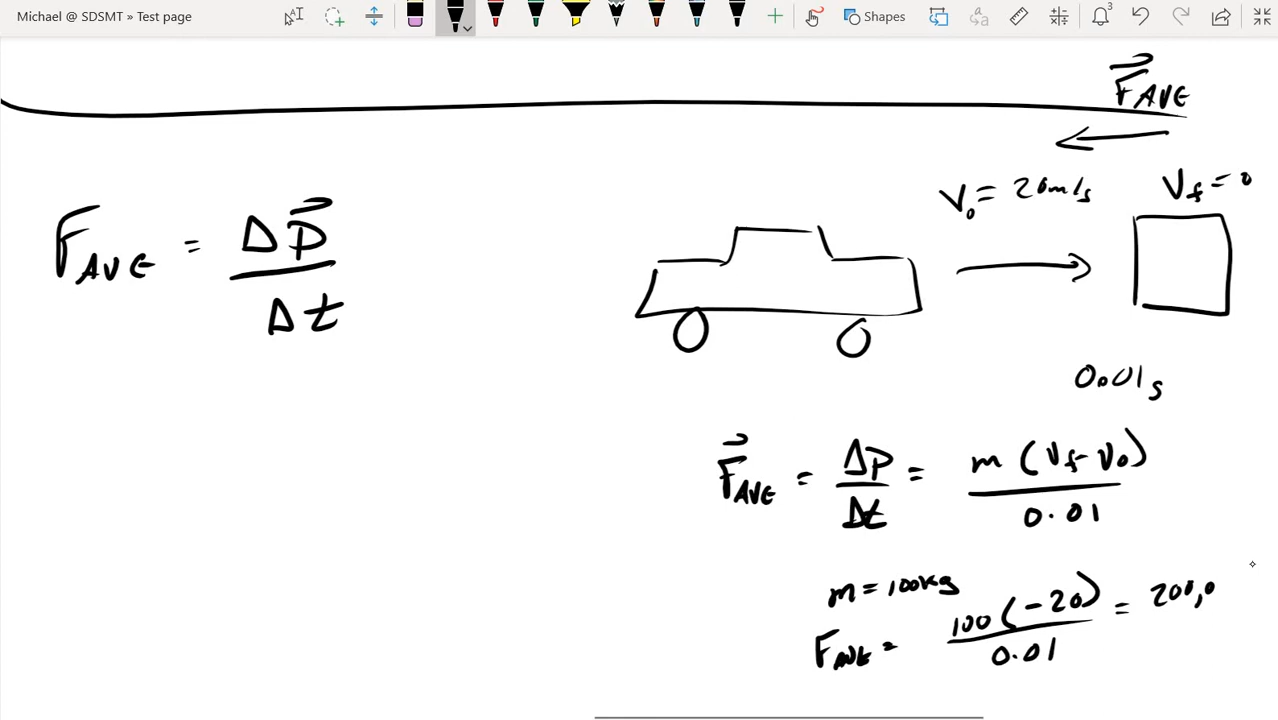 Michael @ SDSMT » Test page
Shapes
3
F⃗AVE
V₀ = 20m/s
Vf = 0
FAVE = Δp⃗ / Δt
0.01s
F⃗AVE = Δp / Δt = m (Vf - V₀) / 0.01
m = 100kg
FAVE = 100 (-20) / 0.01 = 200,0